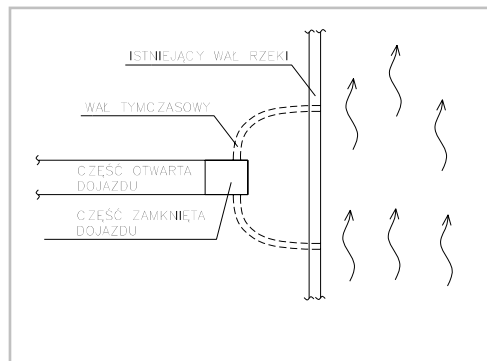 ISTNIEJĄCY WAŁ RZEKI
WAŁ TYMCZASOWY
CZĘŚĆ OTWARTA
DOJAZDU
CZĘŚĆ ZAMKNIĘTA
DOJAZDU